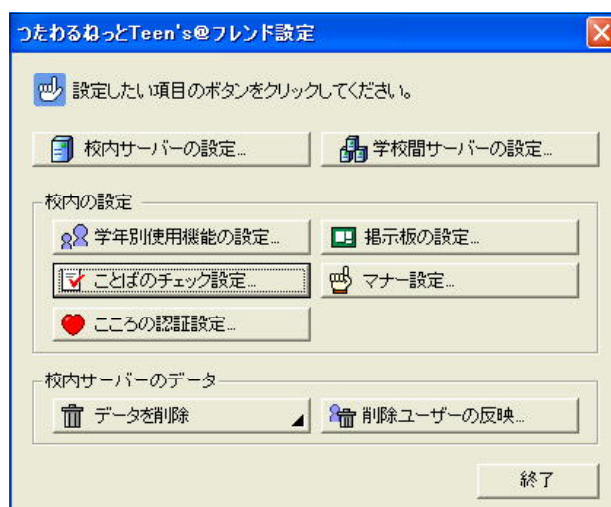 つたわるねっとTeen's@フレンド設定
設定したい項目のボタンをクリックしてください。
校内サーバーの設定...
学校間サーバーの設定...
校内の設定
学年別使用機能の設定...
掲示板の設定...
ことばのチェック設定...
マナー設定...
こころの認証設定...
校内サーバーのデータ
データを削除
削除ユーザーの反映...
終了